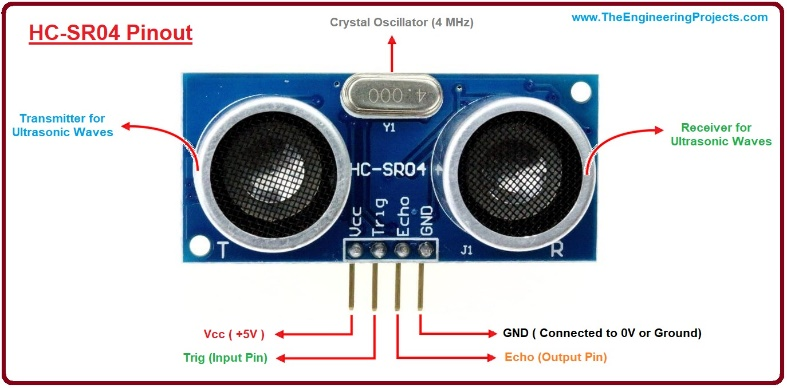 Crystal Oscillator (4 MHz)
www.TheEngineeringProjects.com
HC-SR04 Pinout
4.000
Y1
Transmitter for
Ultrasonic Waves
Receiver for
Ultrasonic Waves
HC-SR04
Vcc
Trig
Echo
GND
T
J1
R
Vcc ( +5V )
GND ( Connected to 0V or Ground)
Trig (Input Pin)
Echo (Output Pin)